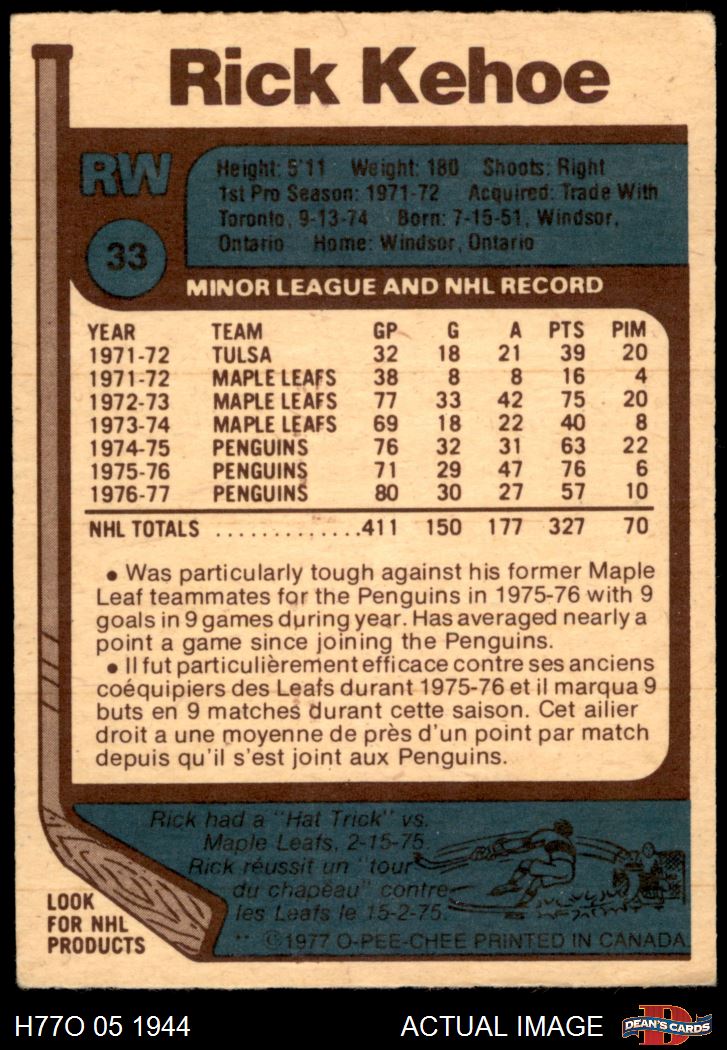 Rick Kehoe
RW
33
Height: 5'11 Weight: 180 Shoots: Right
1st Pro Season: 1971-72 Acquired: Trade With
Toronto, 9-13-74 Born: 7-15-51, Windsor,
Ontario Home: Windsor, Ontario
MINOR LEAGUE AND NHL RECORD
YEAR TEAM GP G A PTS PIM
1971-72 TULSA 32 18 21 39 20
1971-72 MAPLE LEAFS 38 8 8 16 4
1972-73 MAPLE LEAFS 77 33 42 75 20
1973-74 MAPLE LEAFS 69 18 22 40 8
1974-75 PENGUINS 76 32 31 63 22
1975-76 PENGUINS 71 29 47 76 6
1976-77 PENGUINS 80 30 27 57 10
NHL TOTALS .............411 150 177 327 70
• Was particularly tough against his former Maple
Leaf teammates for the Penguins in 1975-76 with 9
goals in 9 games during year. Has averaged nearly a
point a game since joining the Penguins.
• Il fut particulièrement efficace contre ses anciens
coéquipiers des Leafs durant 1975-76 et il marqua 9
buts en 9 matches durant cette saison. Cet ailier
droit a une moyenne de près d'un point par match
depuis qu'il s'est joint aux Penguins.
Rick had a "Hat Trick" vs.
Maple Leafs, 2-15-75.
Rick réussit un "tour
du chapêau" contre
les Leafs le 15-2-75.
LOOK
FOR NHL
PRODUCTS
** ©1977 O-PEE-CHEE PRINTED IN CANADA
H77O 05 1944
ACTUAL IMAGE
D
DEAN'S CARDS